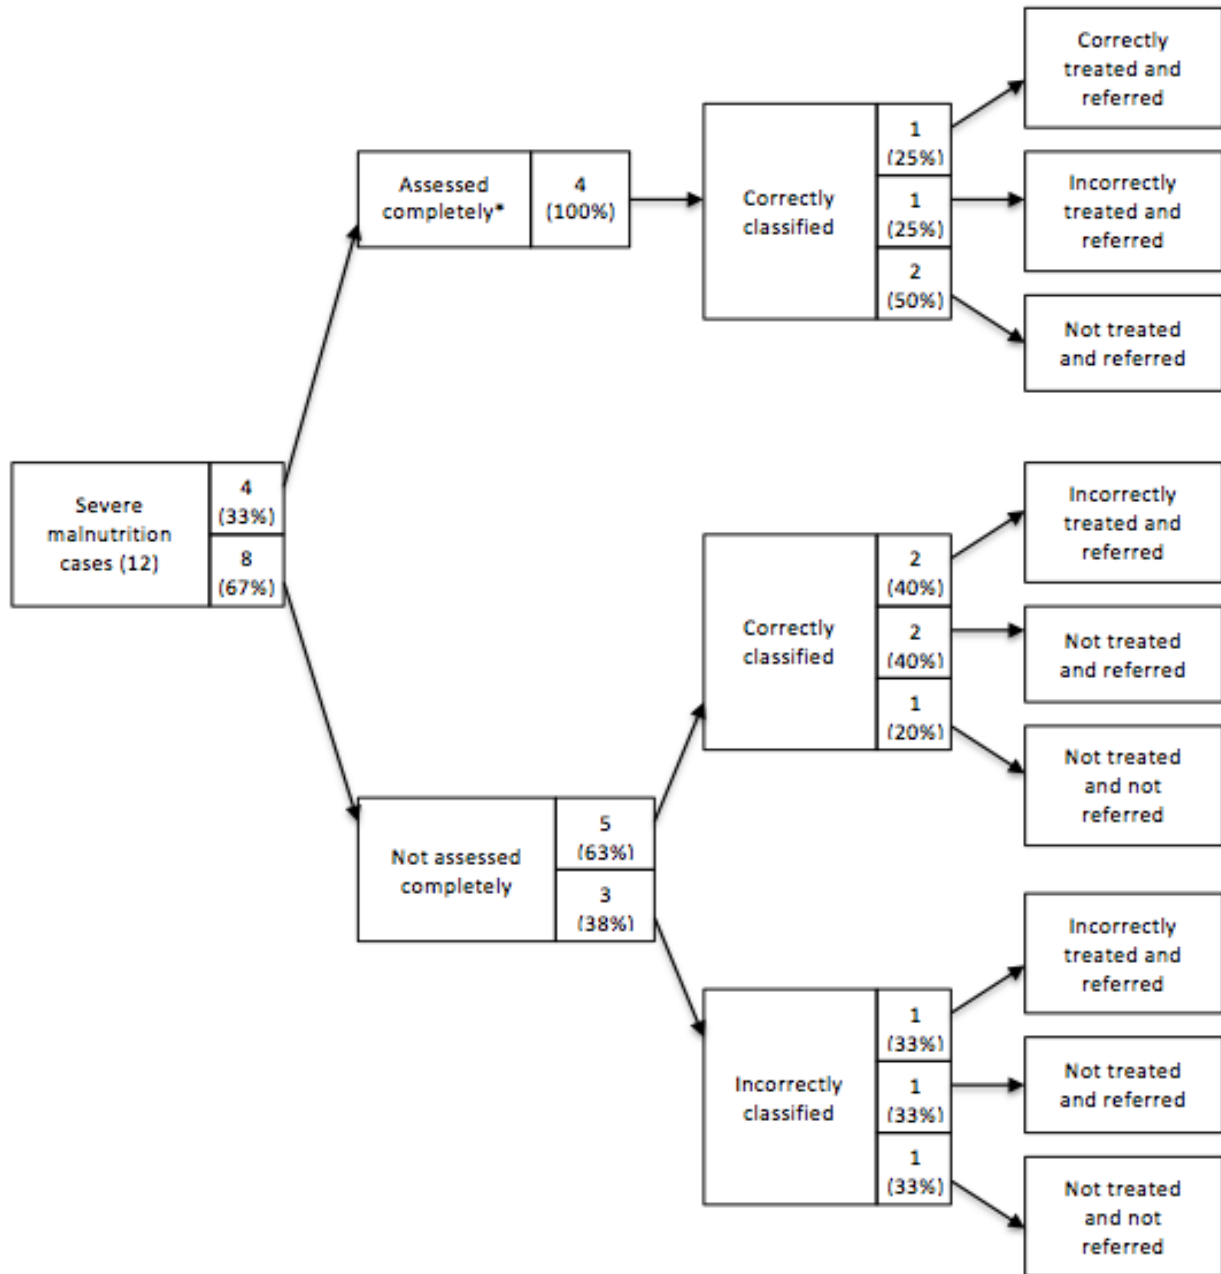 Correctly
treated and
referred
1
(25%)
Assessed
completely*
4
(100%)
Correctly
classified
1
(25%)
Incorrectly
treated and
referred
2
(50%)
Not treated
and referred
Severe
malnutrition
cases (12)
4
(33%)
8
(67%)
Incorrectly
treated and
referred
Correctly
classified
2
(40%)
2
(40%)
1
(20%)
Not treated
and referred
Not treated
and not
referred
Not assessed
completely
5
(63%)
3
(38%)
Incorrectly
treated and
referred
Incorrectly
classified
1
(33%)
1
(33%)
1
(33%)
Not treated
and referred
Not treated
and not
referred